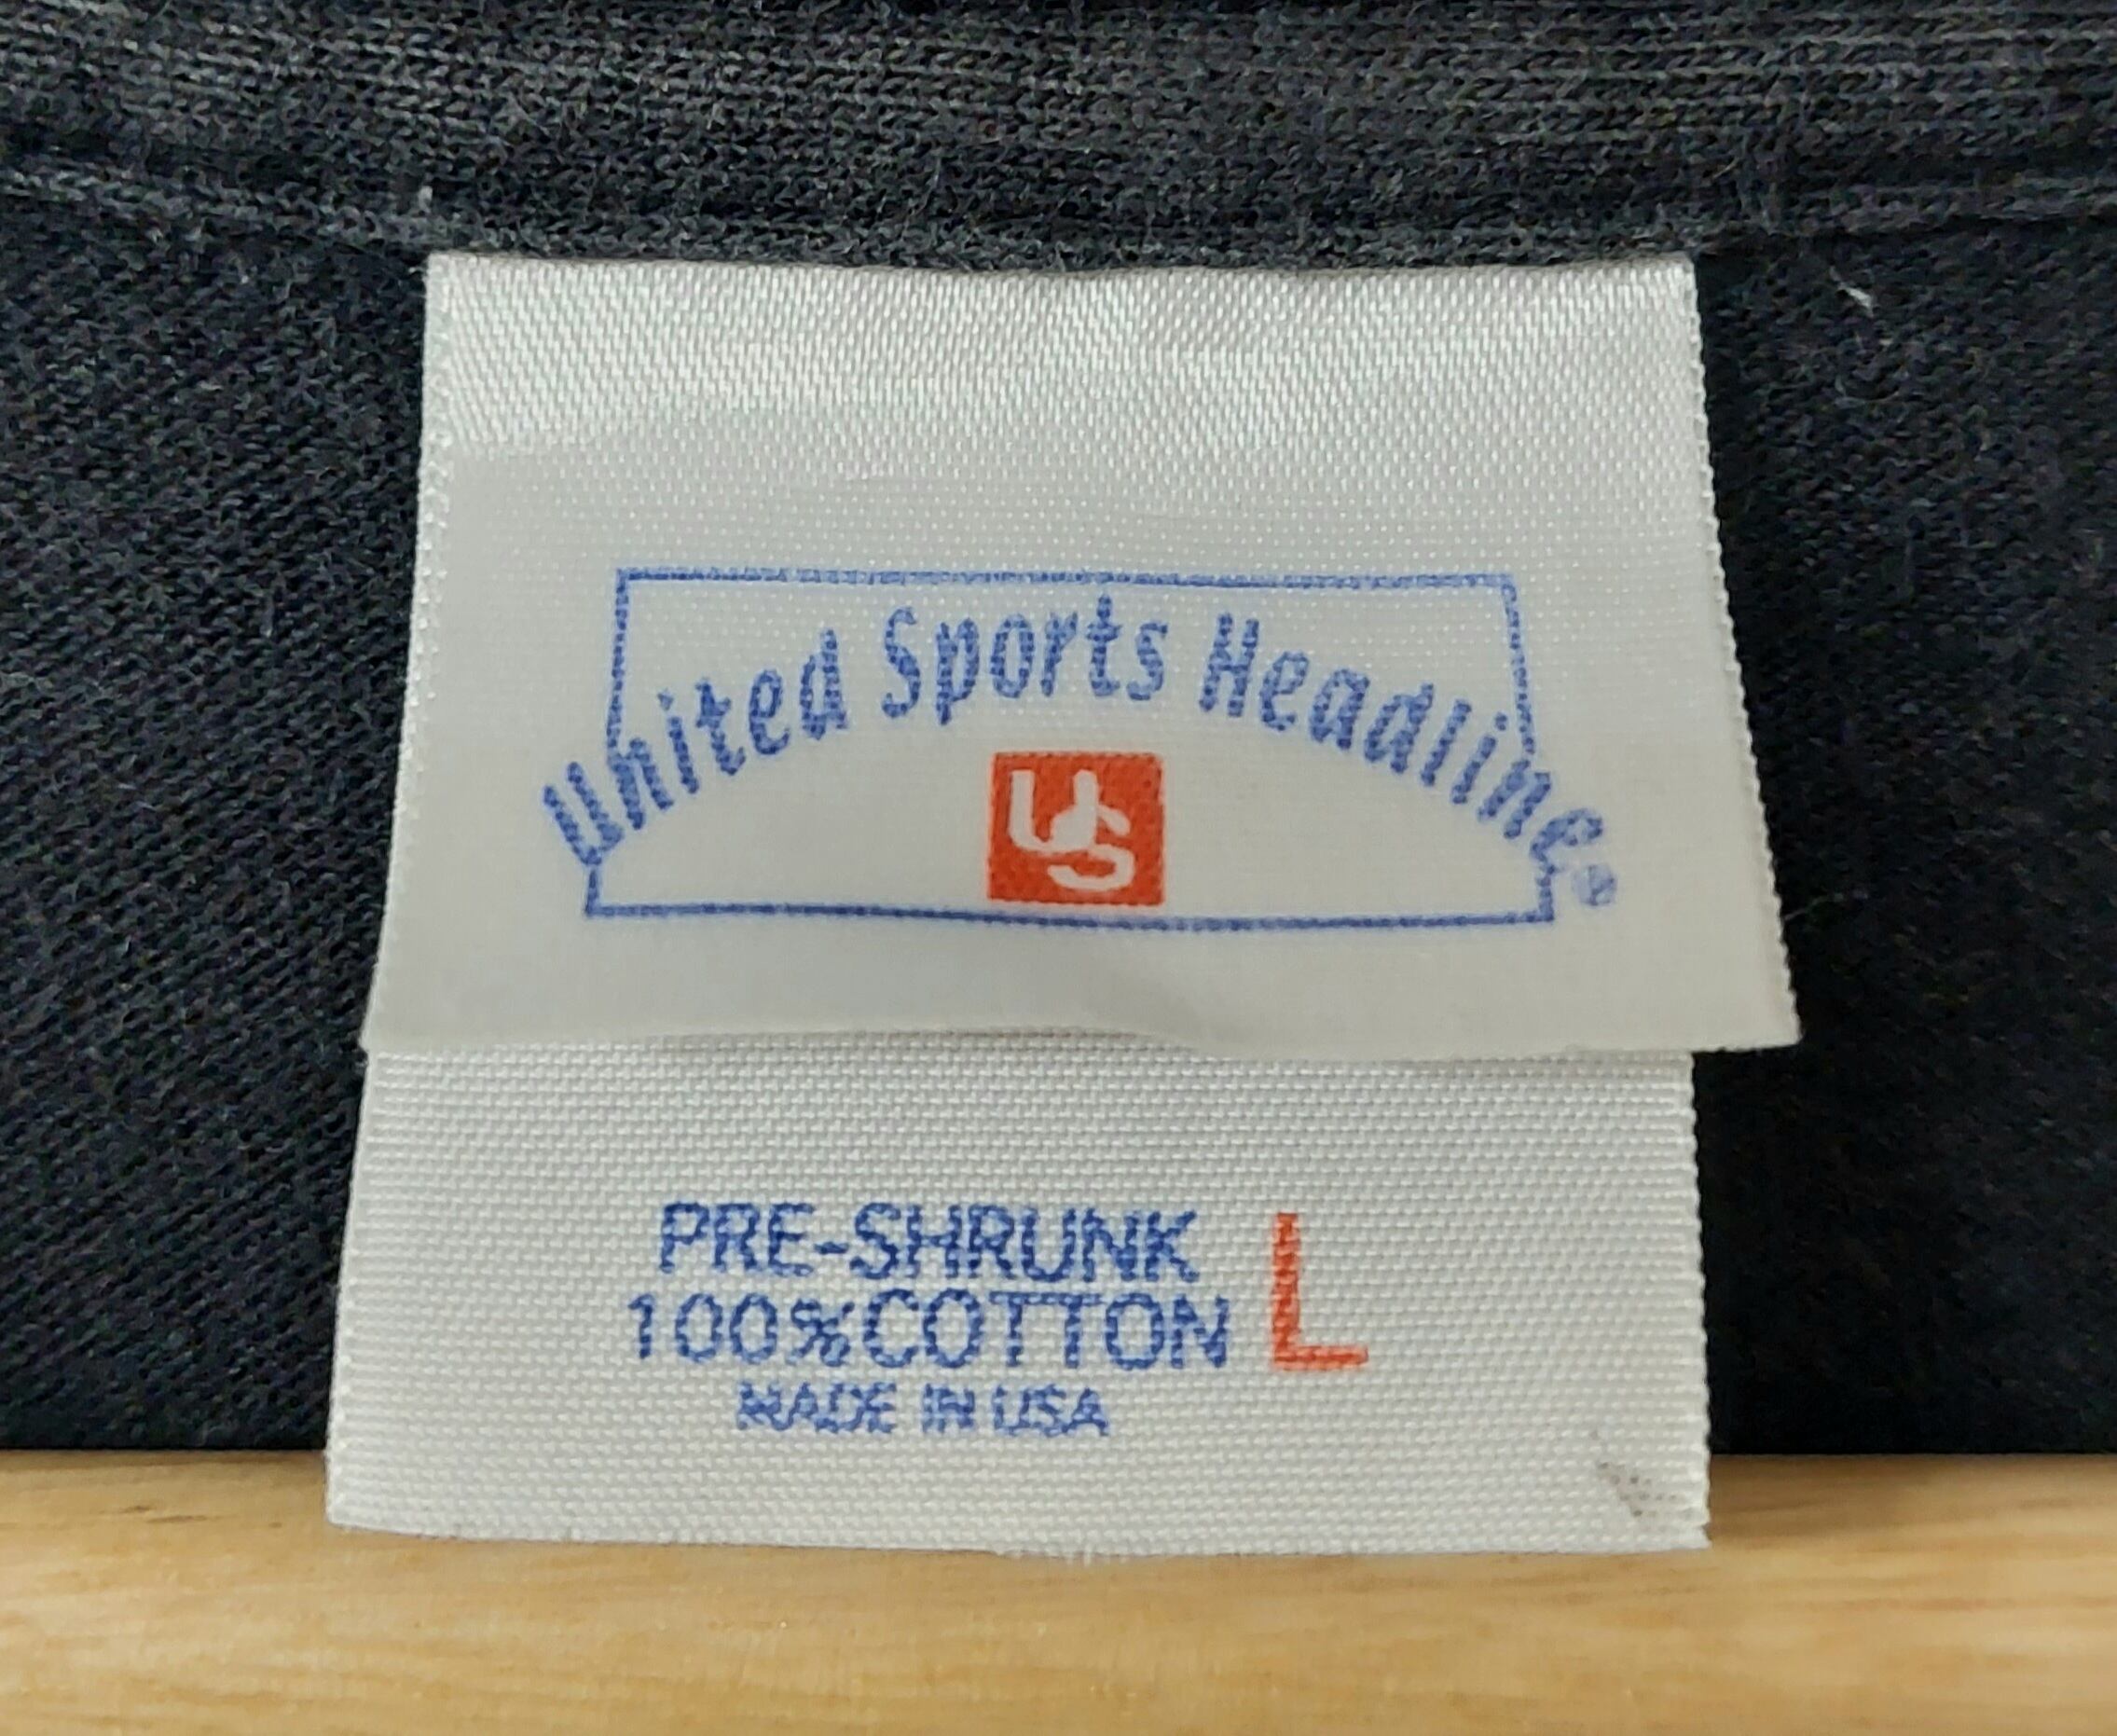 United Sports Headline®
US
PRE-SHRUNK
100%COTTON L
MADE IN USA